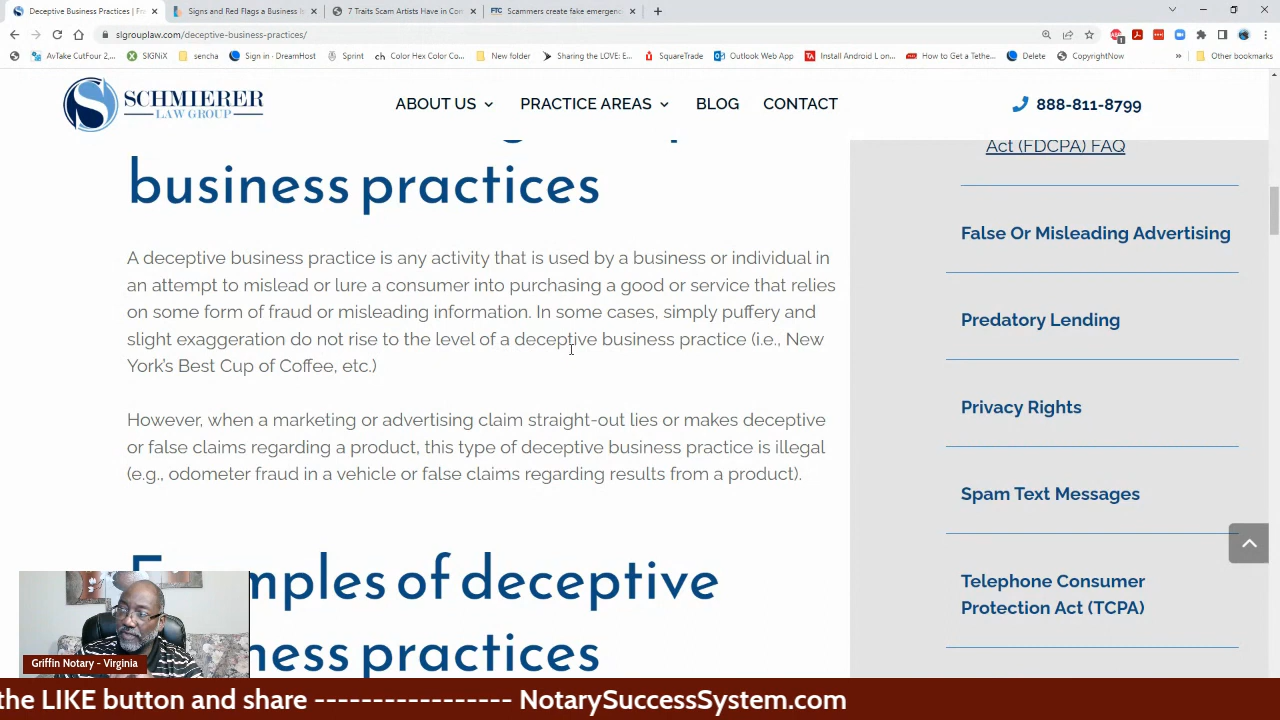 Deceptive Business Practices | Fr
Signs and Red Flags a Business is
7 Traits Scam Artists Have in Com
FTC Scammers create fake emergenc
slgrouplaw.com/deceptive-business-practices/
AvTake CutFour 2...
SIGNiX
sencha
Sign in - DreamHost
Sprint
Color Hex Color Co...
New folder
Sharing the LOVE: E...
SquareTrade
Outlook Web App
Install Android L on...
How to Get a Tethe...
Delete
CopyrightNow
»
Other bookmarks
SCHMIERER
LAW GROUP
ABOUT US
PRACTICE AREAS
BLOG
CONTACT
888-811-8799
business practices
A deceptive business practice is any activity that is used by a business or individual in
an attempt to mislead or lure a consumer into purchasing a good or service that relies
on some form of fraud or misleading information. In some cases, simply puffery and
slight exaggeration do not rise to the level of a deceptive business practice (i.e., New
York's Best Cup of Coffee, etc.)
However, when a marketing or advertising claim straight-out lies or makes deceptive
or false claims regarding a product, this type of deceptive business practice is illegal
(e.g., odometer fraud in a vehicle or false claims regarding results from a product).
mples of deceptive
ness practices
Act (FDCPA) FAQ
False Or Misleading Advertising
Predatory Lending
Privacy Rights
Spam Text Messages
Telephone Consumer
Protection Act (TCPA)
Griffin Notary - Virginia
the LIKE button and share ---------------- NotarySuccessSystem.com